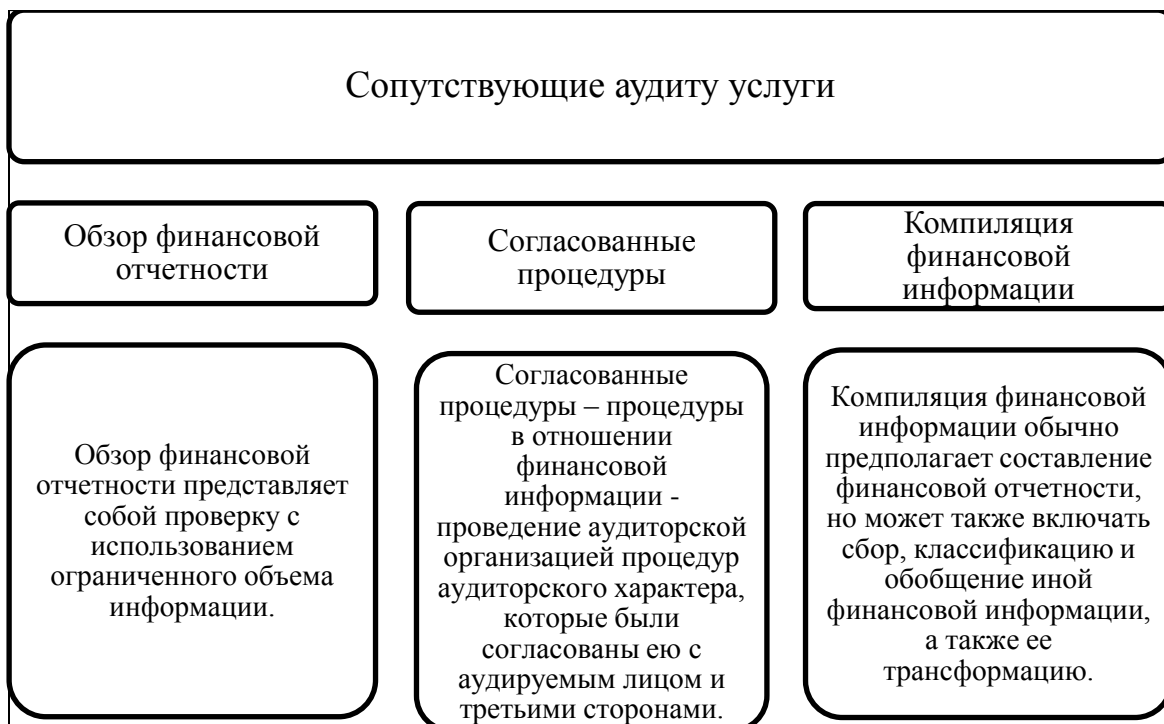 Сопутствующие аудиту услуги
Обзор финансовой
отчетности
Согласованные
процедуры
Компиляция
финансовой
информации
Обзор финансовой
отчетности представляет
собой проверку с
использованием
ограниченного объема
информации.
Согласованные
процедуры – процедуры
в отношении
финансовой
информации -
проведение аудиторской
организацией процедур
аудиторского характера,
которые были
согласованы ею с
аудируемым лицом и
третьими сторонами.
Компиляция финансовой
информации обычно
предполагает составление
финансовой отчетности,
но может также включать
сбор, классификацию и
обобщение иной
финансовой информации,
а также ее
трансформацию.